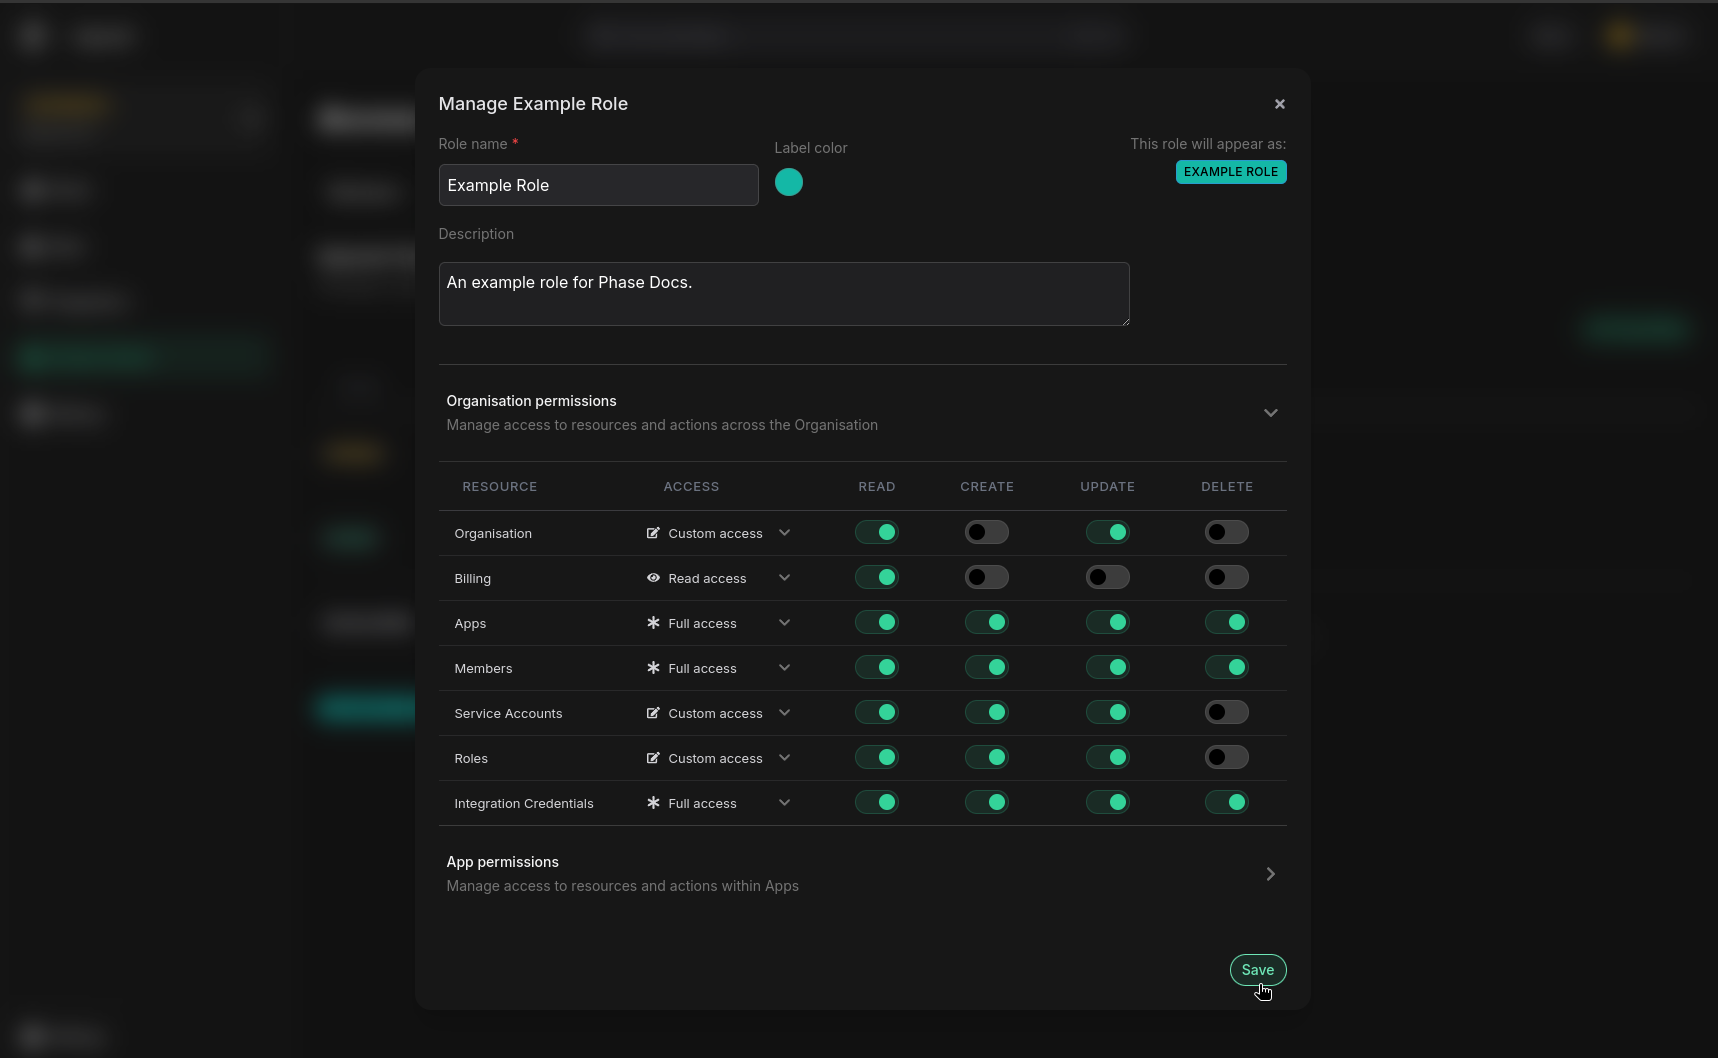 Manage Example Role
Role name *
Label color
This role will appear as:
Example Role
EXAMPLE ROLE
Description
An example role for Phase Docs.
Organisation permissions
Manage access to resources and actions across the Organisation
RESOURCE ACCESS READ CREATE UPDATE DELETE
Organisation Custom access
Billing Read access
Apps Full access
Members Full access
Service Accounts Custom access
Roles Custom access
Integration Credentials Full access
App permissions
Manage access to resources and actions within Apps
Save